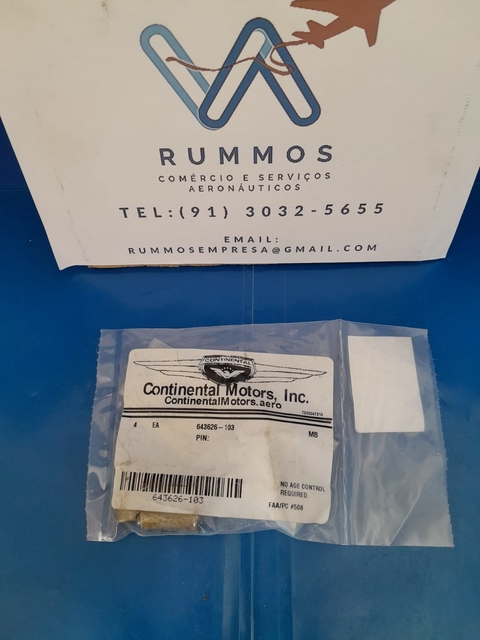 RUMMOS
COMÉRCIO E SERVIÇOS
AERONÁUTICOS
TEL:(91) 3032-5655
EMAIL:
RUMMOSEMPRESA@GMAIL.COM
CONTINENTAL
Continental Motors, Inc.
ContinentalMotors.aero
4 EA 643626-103 MB
PIN:
643626-103
NO AGE CONTROL
REQUIRED
FAA/PC #508